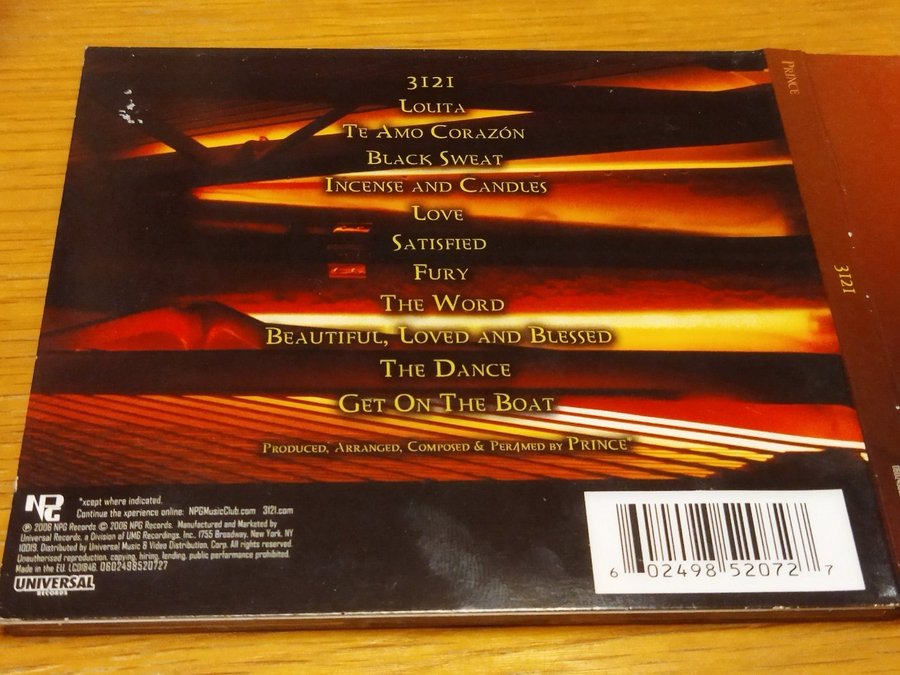 3121
Lolita
Te Amo Corazón
Black Sweat
Incense and Candles
Love
Satisfied
Fury
The Word
Beautiful, Loved and Blessed
The Dance
Get On The Boat
Produced, Arranged, Composed & Per4med by Prince*
NPG
*xcept where indicated.
Continue the xperience online: NPGMusicClub.com 3121.com
℗ 2006 NPG Records © 2006 NPG Records. Manufactured and Marketed by
Universal Records, a Division of UMG Recordings, Inc., 1755 Broadway, New York, NY
10019. Distributed by Universal Music & Video Distribution, Corp. All rights reserved.
Unauthorised reproduction, copying, hiring, lending, public performance prohibited.
Made in the EU. LC01846. 0602498520727
UNIVERSAL
RECORDS
6 02498 52072 7
Prince
3121